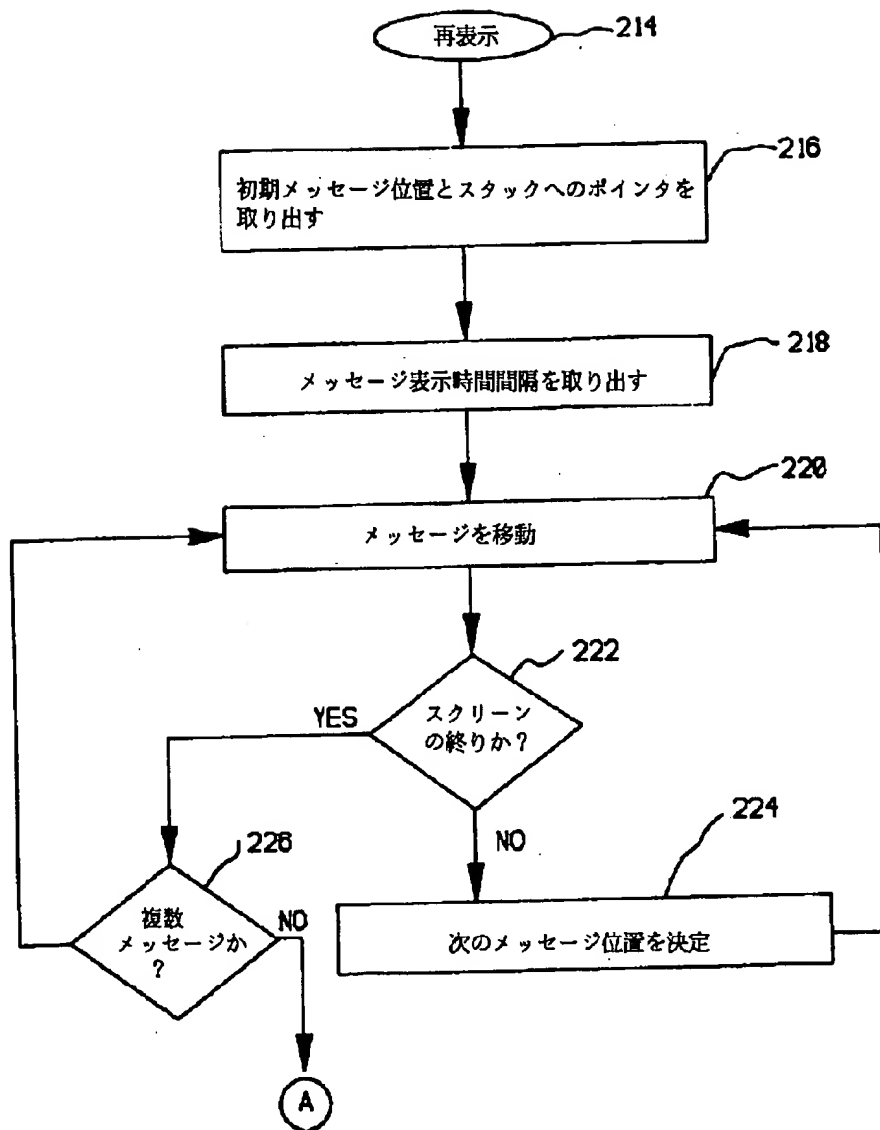 再表示
214
216
初期メッセージ位置とスタックへのポインタを
取り出す
218
メッセージ表示時間間隔を取り出す
220
メッセージを移動
222
スクリーン
の終りか?
YES
NO
224
226
複数
メッセージか
?
NO
次のメッセージ位置を決定
A